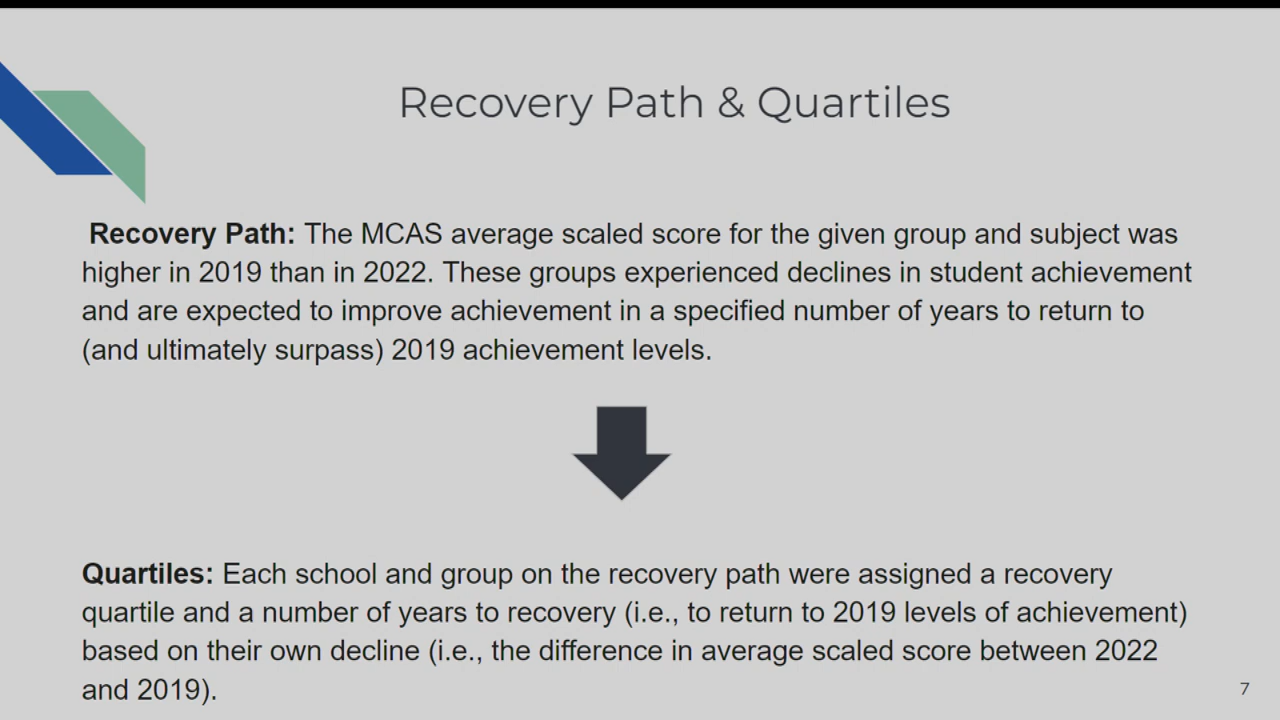 Recovery Path & Quartiles
Recovery Path: The MCAS average scaled score for the given group and subject was
higher in 2019 than in 2022. These groups experienced declines in student achievement
and are expected to improve achievement in a specified number of years to return to
(and ultimately surpass) 2019 achievement levels.
Quartiles: Each school and group on the recovery path were assigned a recovery
quartile and a number of years to recovery (i.e., to return to 2019 levels of achievement)
based on their own decline (i.e., the difference in average scaled score between 2022
and 2019).
7